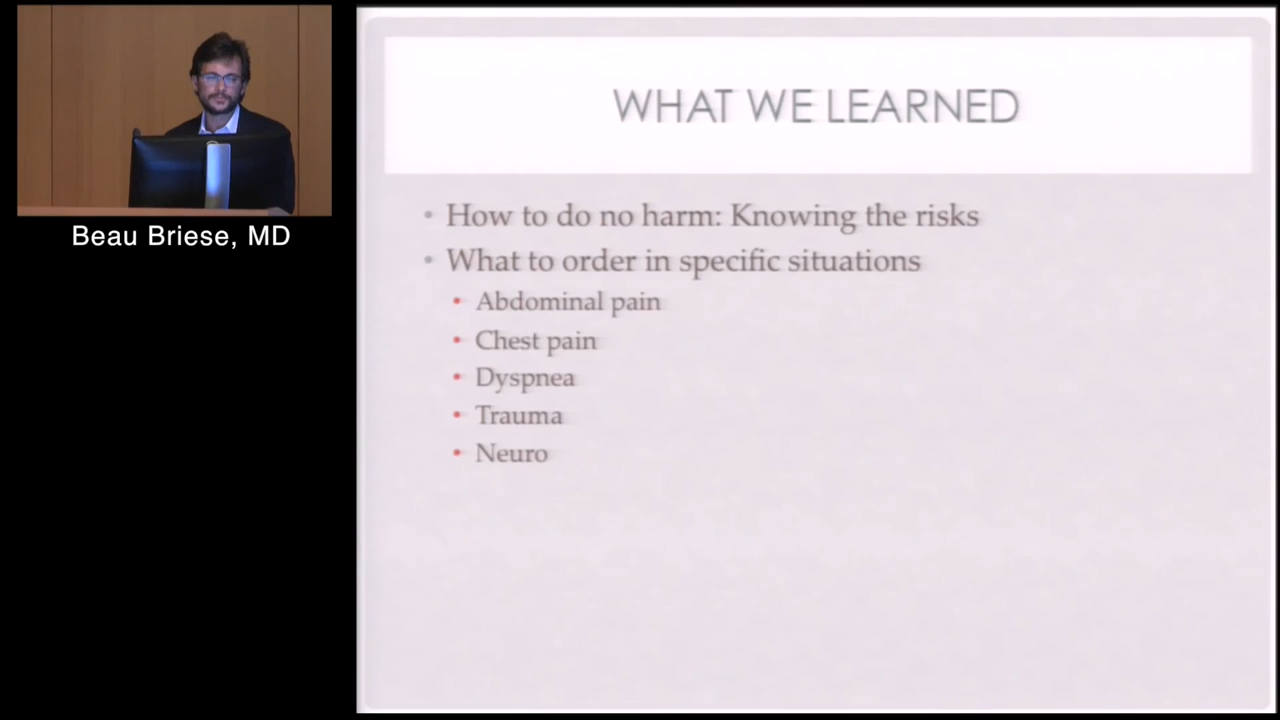 Beau Briese, MD
WHAT WE LEARNED
• How to do no harm: Knowing the risks
• What to order in specific situations
• Abdominal pain
• Chest pain
• Dyspnea
• Trauma
• Neuro